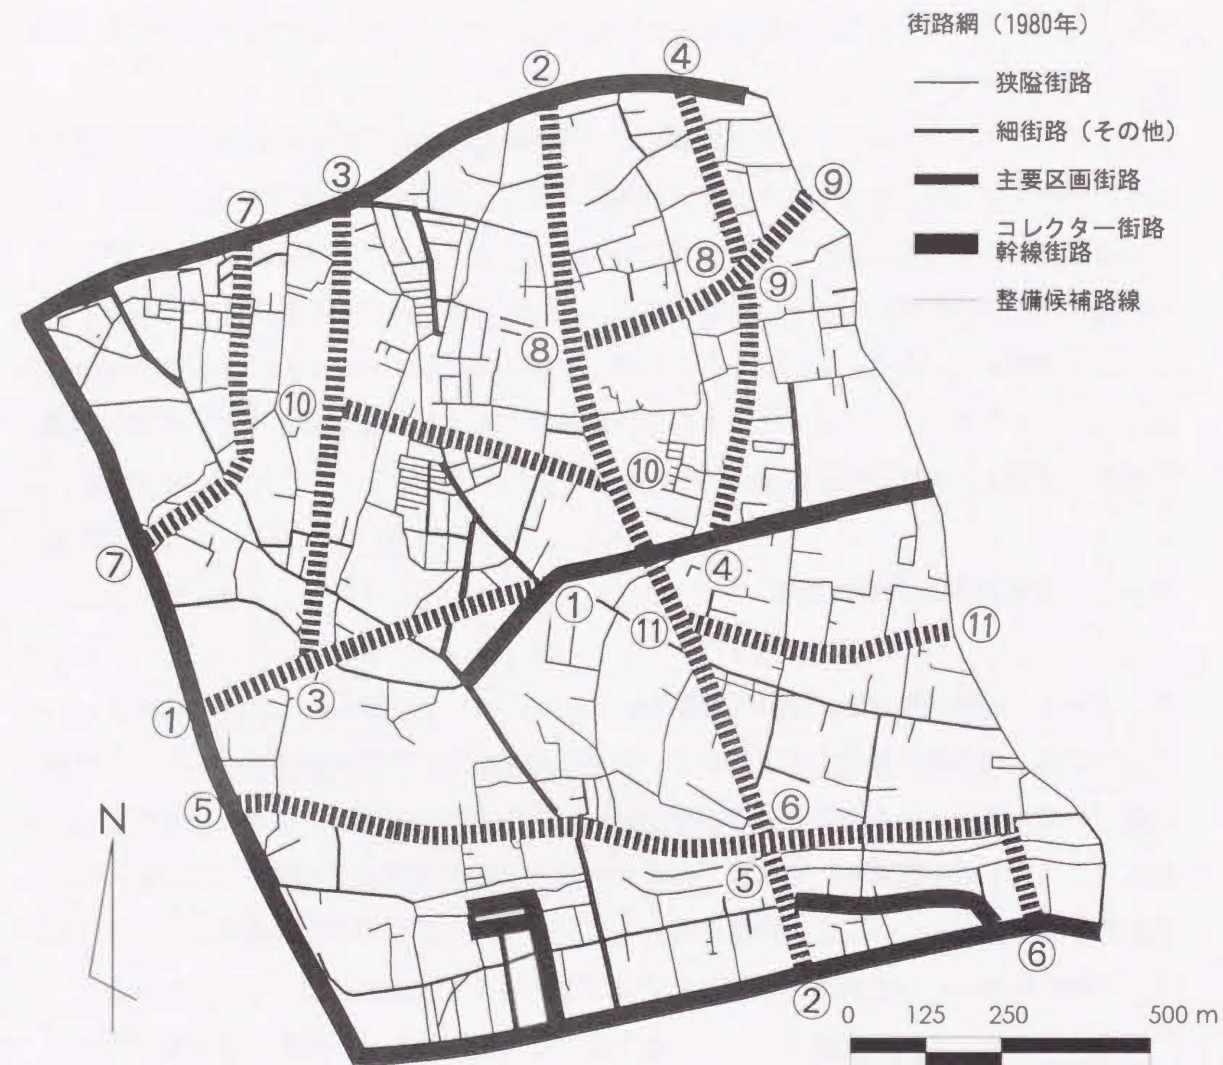 街路網（1980年）
狭隘街路
細街路（その他）
主要区画街路
コレクター街路
幹線街路
整備候補路線
④
②
③
⑨
⑦
⑧
⑨
⑧
⑩
⑩
⑦
④
①
⑪
⑪
③
①
⑤
⑥
N
⑤
⑥
②
0 125 250 500 m